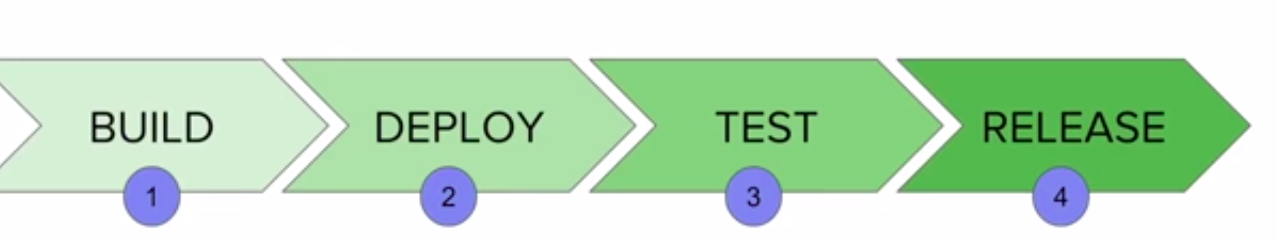 BUILD DEPLOY TEST RELEASE
1 2 3 4